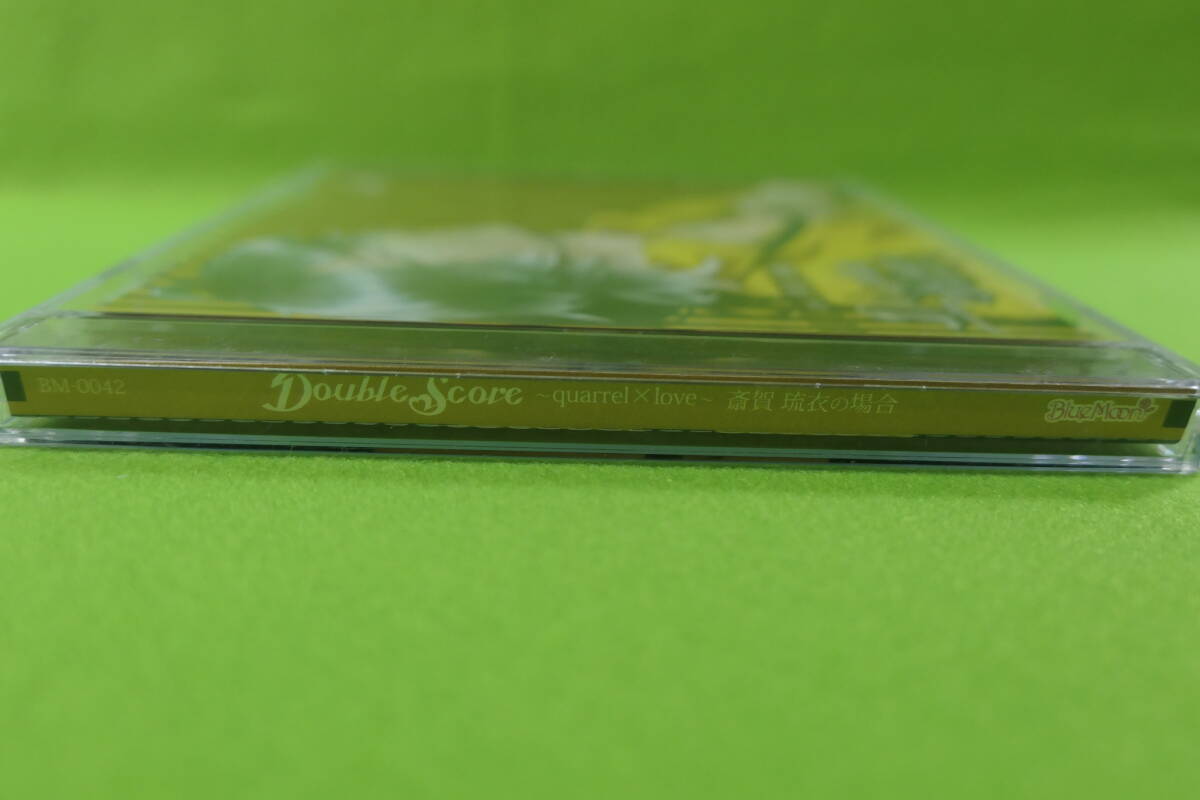 BM-0042 Double Score ～quarrel×love～ 斎賀 琉衣の場合 BlueMoon